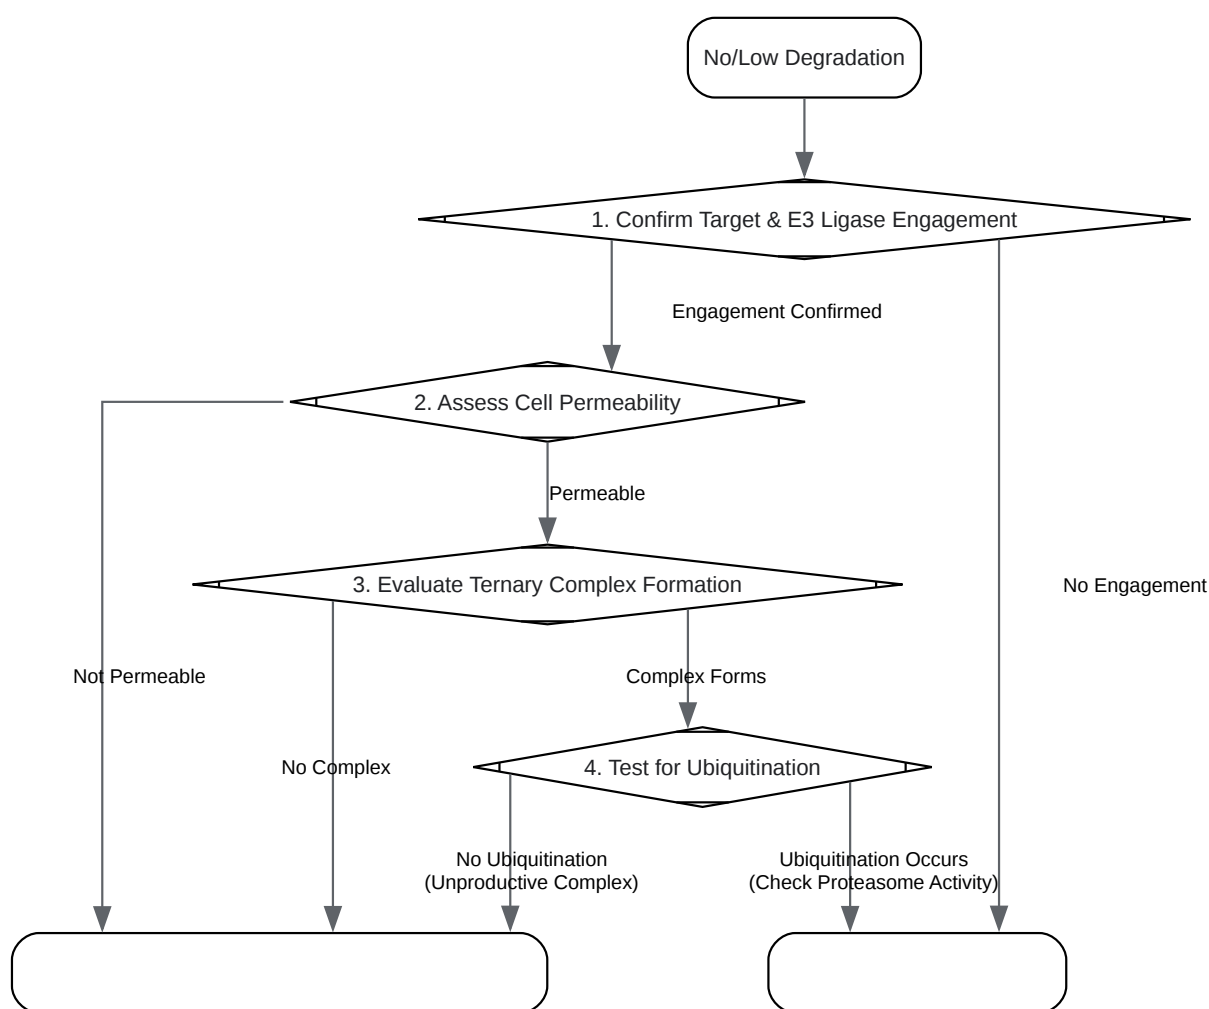 No/Low Degradation
1. Confirm Target & E3 Ligase Engagement
Engagement Confirmed
2. Assess Cell Permeability
Permeable
3. Evaluate Ternary Complex Formation
No Engagement
Not Permeable
Complex Forms
No Complex
4. Test for Ubiquitination
No Ubiquitination
(Unproductive Complex)
Ubiquitination Occurs
(Check Proteasome Activity)